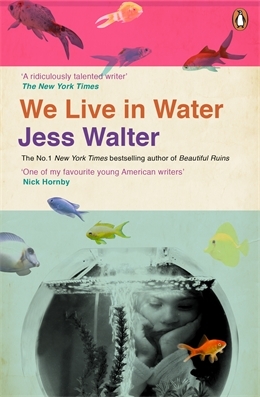 'A ridiculously talented writer'
The New York Times
We Live in Water
Jess Walter
The No.1 New York Times bestselling author of Beautiful Ruins
'One of my favourite young American writers'
Nick Hornby